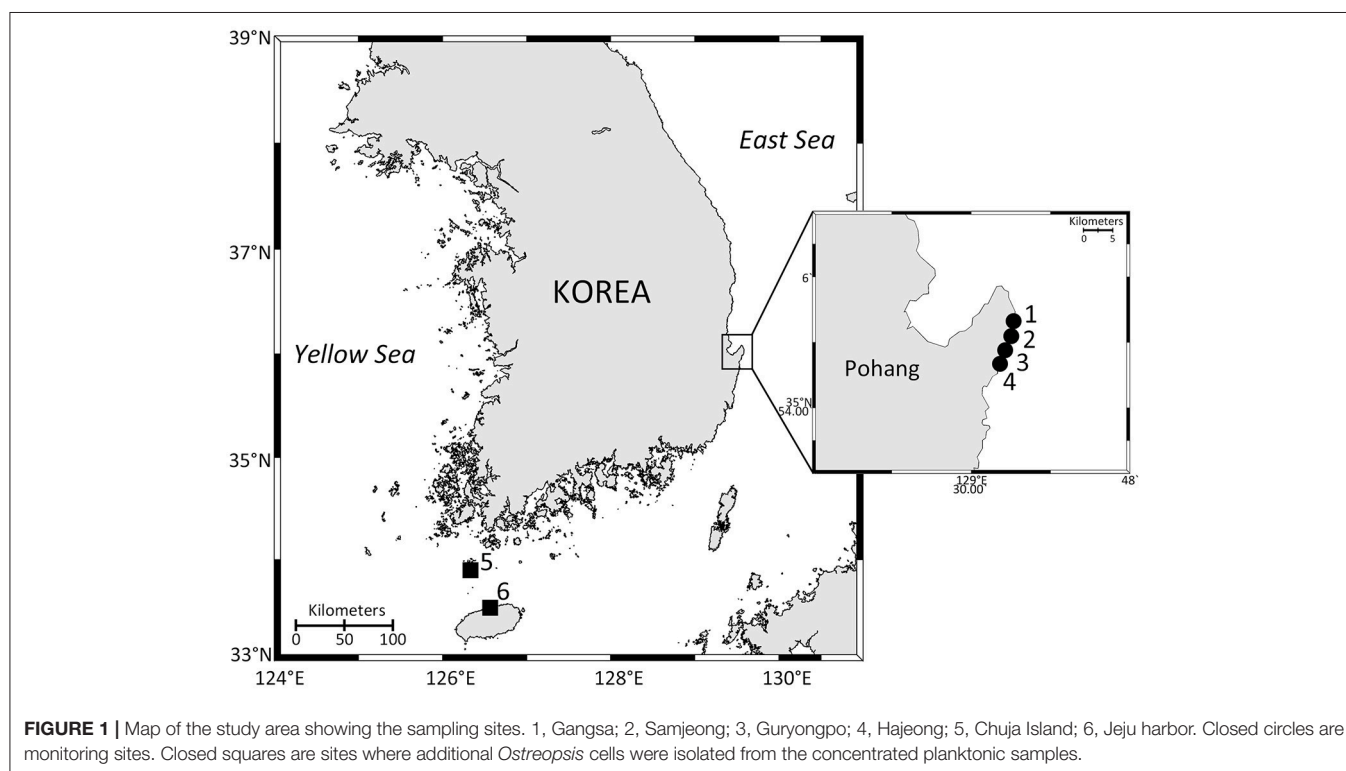 39°N
37°N
35°N
33°N
124°E
126°E
128°E
130°E
East Sea
KOREA
Yellow Sea
5
6
Kilometers
0 50 100
Kilometers
0 5
6`
1
2
3
4
Pohang
35°N
54.00
129°E
30.00
48`
FIGURE 1 | Map of the study area showing the sampling sites. 1, Gangsa; 2, Samjeong; 3, Guryongpo; 4, Hajeong; 5, Chuja Island; 6, Jeju harbor. Closed circles are
monitoring sites. Closed squares are sites where additional Ostreopsis cells were isolated from the concentrated planktonic samples.